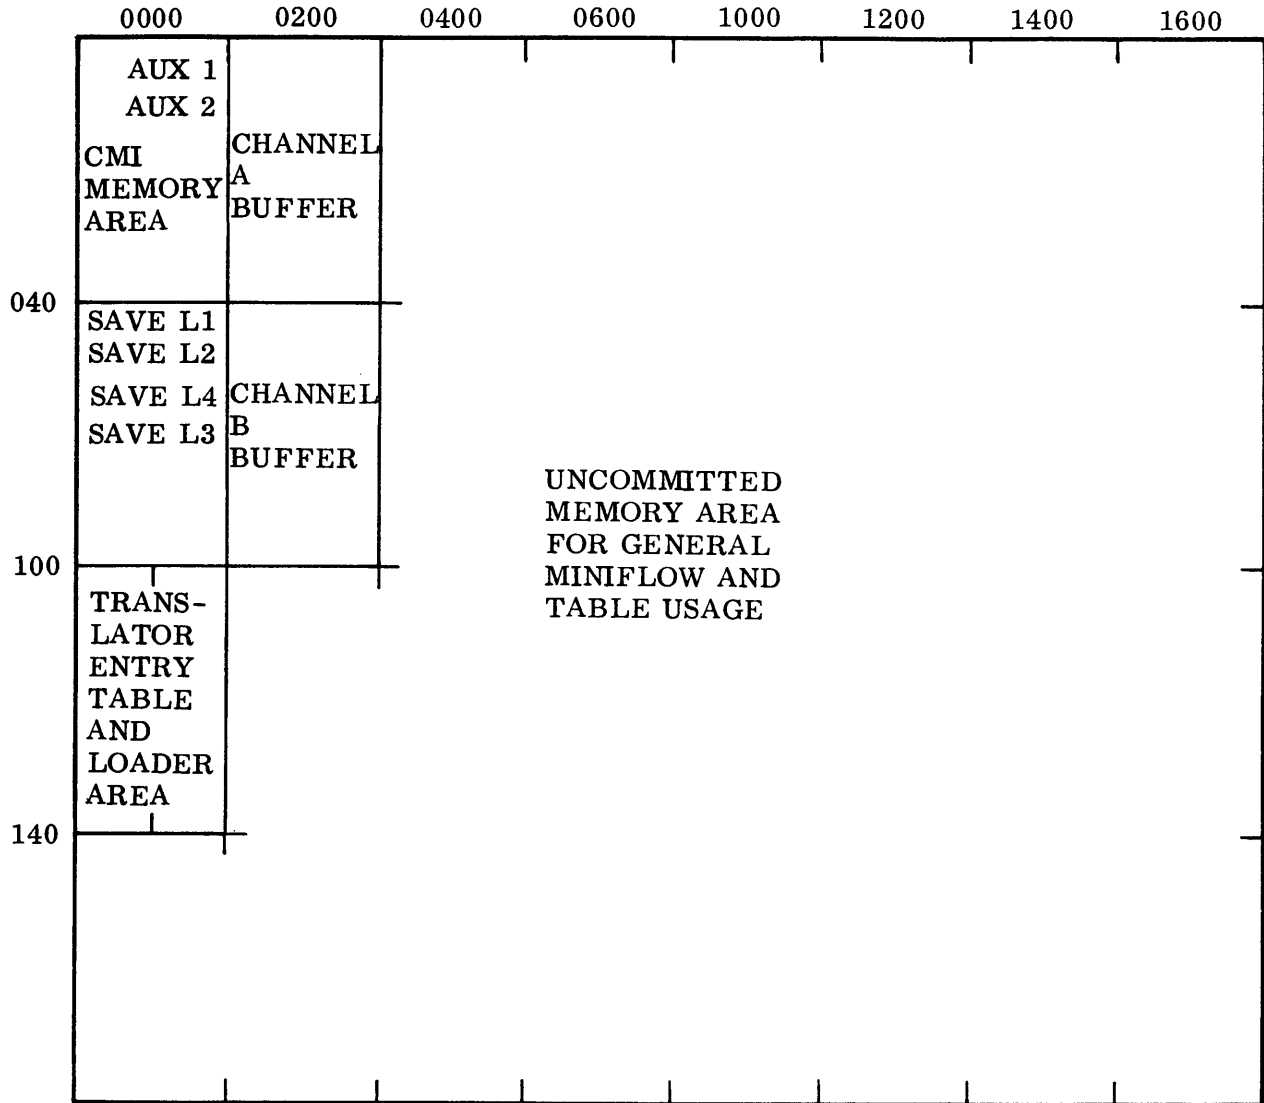 0000 0200 0400 0600 1000 1200 1400 1600
AUX 1
AUX 2
CMI
MEMORY
AREA
CHANNEL
A
BUFFER
040
SAVE L1
SAVE L2
SAVE L4
SAVE L3
CHANNEL
B
BUFFER
UNCOMMITTED
MEMORY AREA
FOR GENERAL
MINIFLOW AND
TABLE USAGE
100
TRANS-
LATOR
ENTRY
TABLE
AND
LOADER
AREA
140